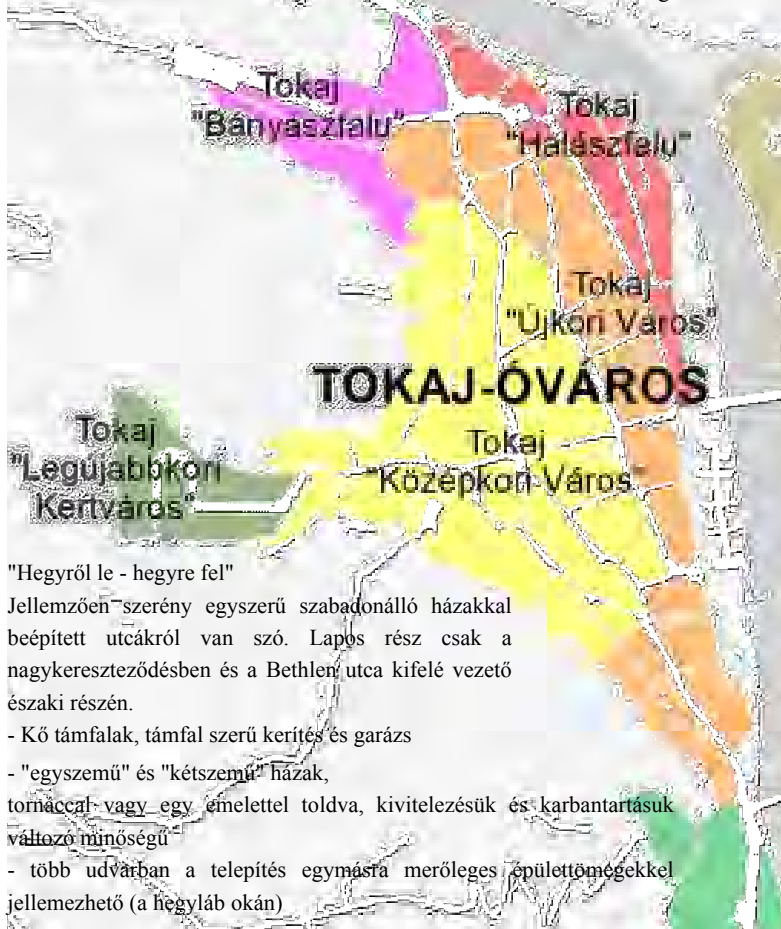 Tokaj
"Bányászfalu"
Tokaj
"Halászfalu"
Tokaj
"Újkori Város"
TOKAJ-ÓVÁROS
Tokaj
"Legújabbkori
Kertváros"
Tokaj
"Középkori Város"
"Hegyről le - hegyre fel"
Jellemzően szerény egyszerű szabadonálló házakkal
beépített utcákról van szó. Lapos rész csak a
nagykereszteződésben és a Bethlen utca kifelé vezető
északi részén.
- Kő támfalak, támfal szerű kerítés és garázs
- "egyszemű" és "kétszemű" házak,
tornáccal vagy egy emelettel toldva, kivitelezésük és karbantartásuk
változó minőségű
- több udvarban a telepítés egymásra merőleges épülettömegekkel
jellemezhető (a hegyláb okán)